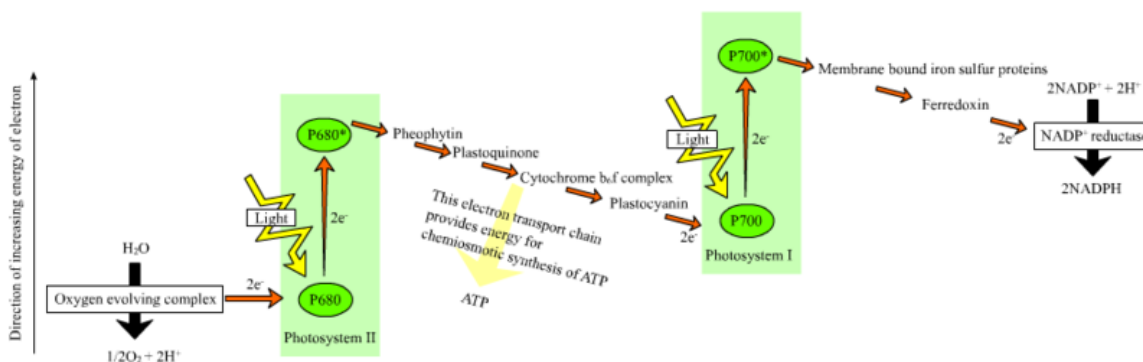 Direction of increasing energy of electron
H₂O
Oxygen evolving complex
1/2O₂ + 2H⁺
2e⁻
P680*
Light
2e⁻
P680
Photosystem II
Pheophytin
Plastoquinone
Cytochrome b₆f complex
Plastocyanin
2e⁻
This electron transport chain
provides energy for
chemiosmotic synthesis of ATP
ATP
P700*
Light
2e⁻
P700
Photosystem I
Membrane bound iron sulfur proteins
Ferredoxin
2e⁻
2NADP⁺ + 2H⁺
NADP⁺ reductase
2NADPH